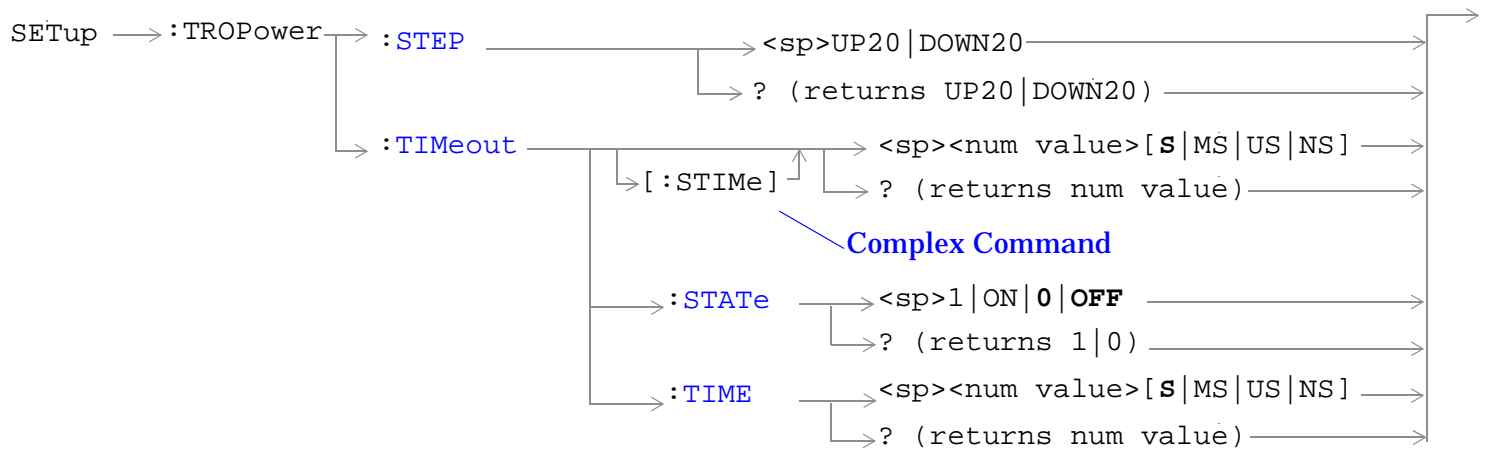 SETup :TROPower :STEP <sp>UP20|DOWN20
? (returns UP20|DOWN20)
:TIMeout <sp><num value>[S|MS|US|NS]
[:STIMe] ? (returns num value)
Complex Command
:STATe <sp>1|ON|0|OFF
? (returns 1|0)
:TIME <sp><num value>[S|MS|US|NS]
? (returns num value)